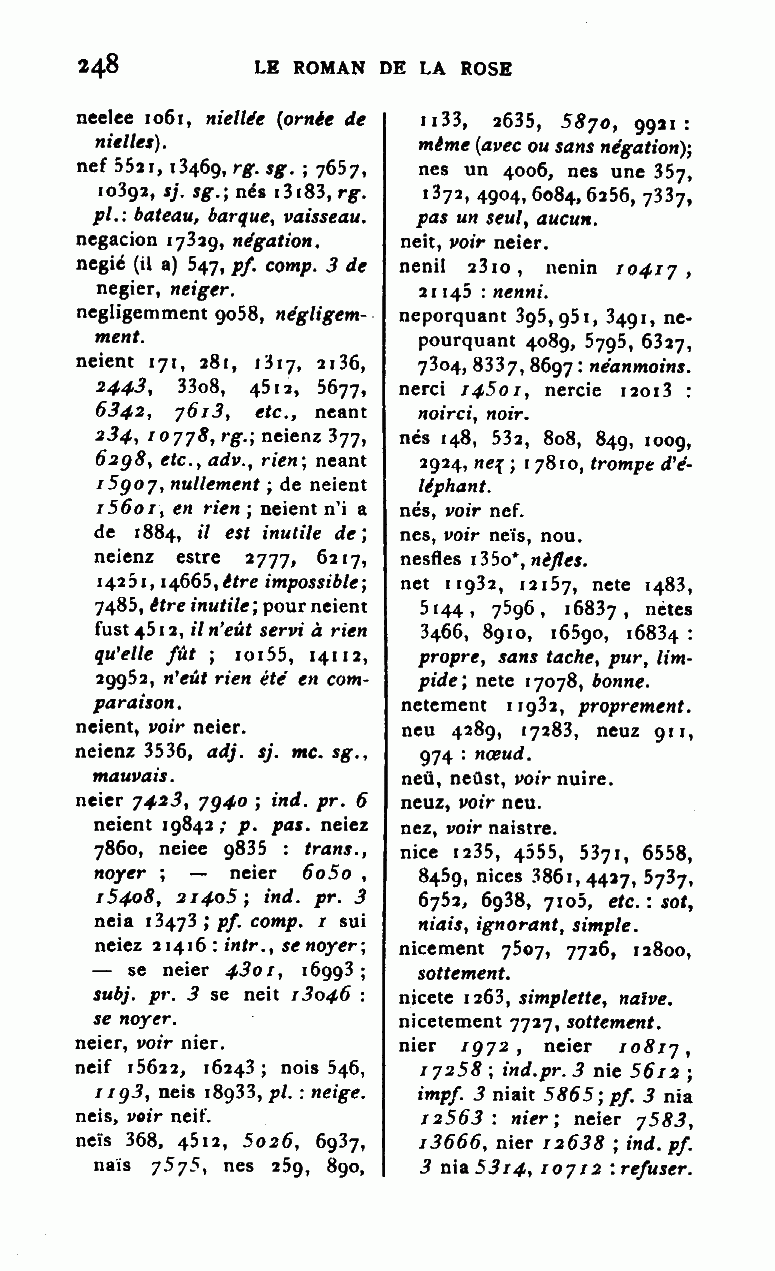 248 LE ROMAN DE LA ROSE
neelee 1061, niellée (ornée de
nielles).
nef 5521, 13469, rg. sg. ; 7657,
10392, sj. sg.; nés 13183, rg.
pl.: bateau, barque, vaisseau.
negacion 17329, négation.
negié (il a) 547, pf. comp. 3 de
negier, neiger.
negligemment 9058, négligem-
ment.
neient 171, 281, 1317, 2136,
2443, 3308, 4512, 5677,
6342, 7613, etc., neant
234, 10778, rg.; neienz 377,
6298, etc., adv., rien; neant
15907, nullement ; de neient
15601, en rien ; neient n'i a
de 1884, il est inutile de ;
neienz estre 2777, 6217,
14251, 14665, être impossible;
7485, être inutile; pour neient
fust 4512, il n'eût servi à rien
qu'elle fût ; 10155, 14112,
29952, n'eût rien été en com-
paraison.
neient, voir neier.
neienz 3536, adj. sj. mc. sg.,
mauvais.
neier 7423, 7940 ; ind. pr. 6
neient 19842 ; p. pas. neiez
7860, neiee 9835 : trans.,
noyer ; — neier 6050 ,
15408, 21405 ; ind. pr. 3
neia 13473 ; pf. comp. 1 sui
neiez 21416 : intr., se noyer;
— se neier 4301, 16993 ;
subj. pr. 3 se neit 13046 :
se noyer.
neier, voir nier.
neif 15622, 16243 ; nois 546,
1193, neis 18933, pl. : neige.
neis, voir neif.
neïs 368, 4512, 5026, 6937,
naïs 7575, nes 259, 890,
1133, 2635, 5870, 9921 :
même (avec ou sans négation);
nes un 4006, nes une 357,
1372, 4904, 6084, 6256, 7337,
pas un seul, aucun.
neit, voir neier.
nenil 2310 , nenin 10417 ,
21145 : nenni.
neporquant 395, 951, 3491, ne-
pourquant 4089, 5795, 6327,
7304, 8337, 8697 : néanmoins.
nerci 14501, nercie 12013 :
noirci, noir.
nés 148, 532, 808, 849, 1009,
2924, nez ; 17810, trompe d'é-
léphant.
nés, voir nef.
nes, voir neïs, nou.
nesfles 1350*, nèfles.
net 11932, 12157, nete 1483,
5144 , 7596 , 16837 , netes
3466, 8910, 16590, 16834 :
propre, sans tache, pur, lim-
pide ; nete 17078, bonne.
netement 11932, proprement.
neu 4289, 17283, neuz 911,
974 : nœud.
neü, neüst, voir nuire.
neuz, voir neu.
nez, voir naistre.
nice 1235, 4555, 5371, 6558,
8459, nices 3861, 4427, 5737,
6752, 6938, 7105, etc. : sot,
niais, ignorant, simple.
nicement 7507, 7726, 12800,
sottement.
nicete 1263, simplette, naïve.
nicetement 7727, sottement.
nier 1972 , neier 10817 ,
17258 ; ind.pr. 3 nie 5612 ;
impf. 3 niait 5865 ; pf. 3 nia
12563 : nier ; neier 7583,
13666, nier 12638 ; ind. pf.
3 nia 5314, 10712 : refuser.